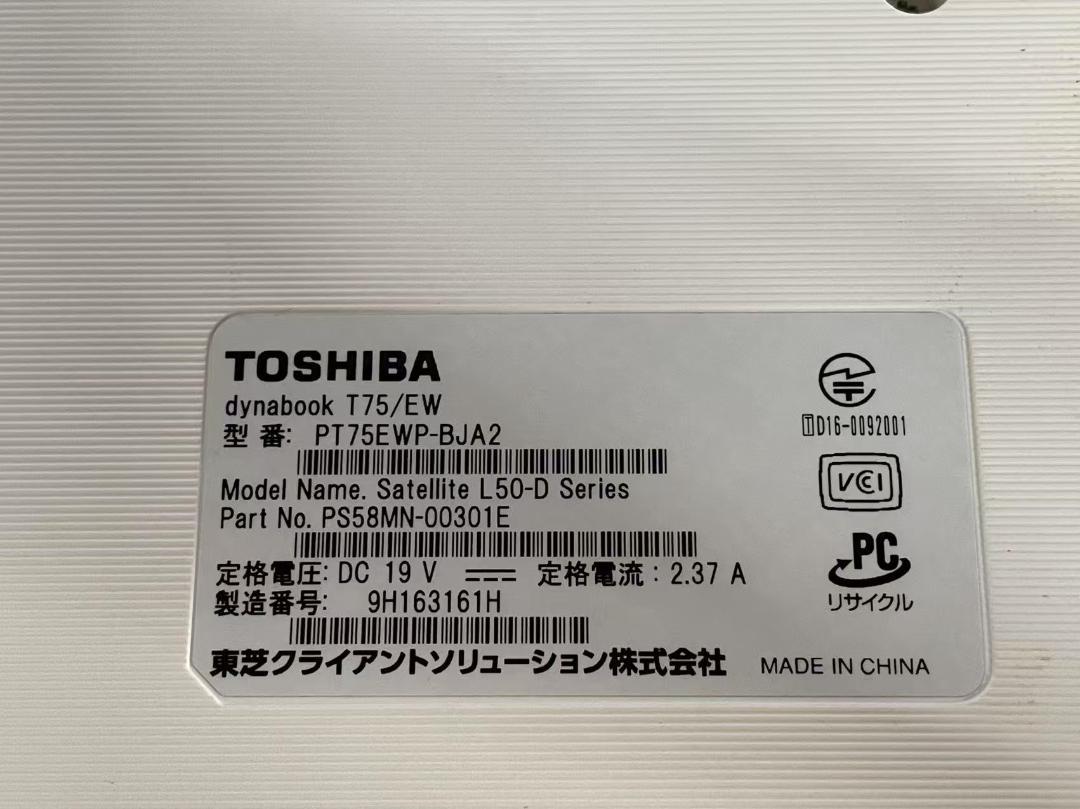 TOSHIBA
dynabook T75/EW
型 番: PT75EWP-BJA2
Model Name. Satellite L50-D Series
Part No. PS58MN-00301E
定格電圧: DC 19 V 定格電流 : 2.37 A
製造番号: 9H163161H
東芝クライアントソリューション株式会社
MADE IN CHINA
TD16-0092001
VCCI
PC
リサイクル